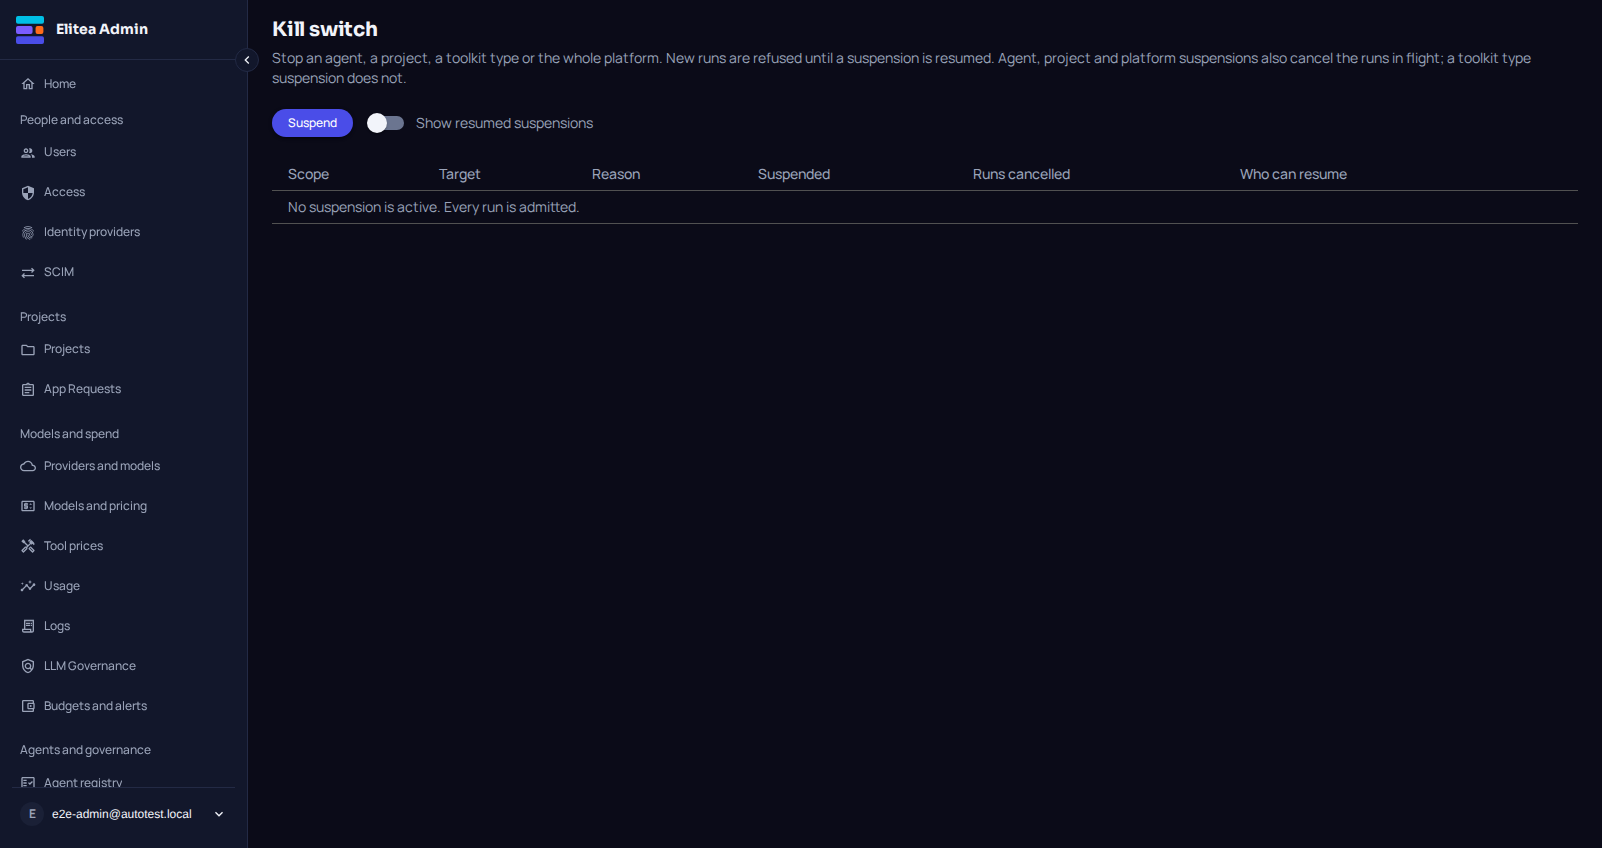 Elitea Admin
Home
People and access
Users
Access
Identity providers
SCIM
Projects
Projects
App Requests
Models and spend
Providers and models
Models and pricing
Tool prices
Usage
Logs
LLM Governance
Budgets and alerts
Agents and governance
Agent registry
E e2e-admin@autotest.local
Kill switch
Stop an agent, a project, a toolkit type or the whole platform. New runs are refused until a suspension is resumed. Agent, project and platform suspensions also cancel the runs in flight; a toolkit type
suspension does not.
Suspend Show resumed suspensions
Scope Target Reason Suspended Runs cancelled Who can resume
No suspension is active. Every run is admitted.